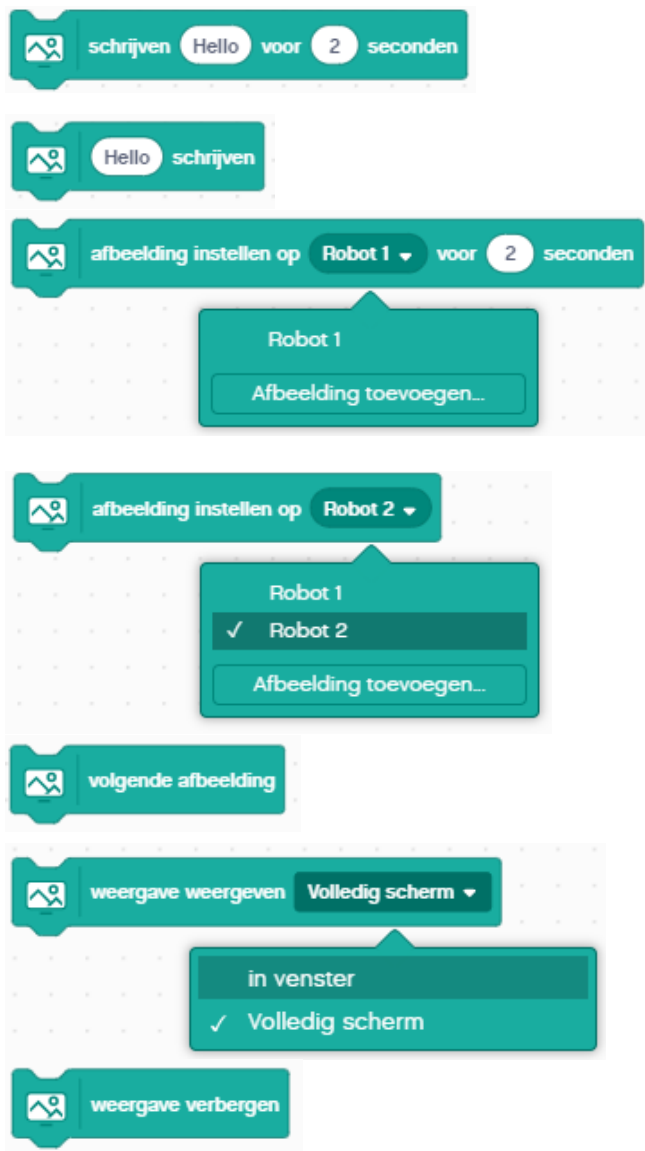 schrijven Hello voor 2 seconden
Hello schrijven
afbeelding instellen op Robot 1 voor 2 seconden
Robot 1
Afbeelding toevoegen...
afbeelding instellen op Robot 2
Robot 1
✓ Robot 2
Afbeelding toevoegen...
volgende afbeelding
weergave weergeven Volledig scherm
in venster
✓ Volledig scherm
weergave verbergen